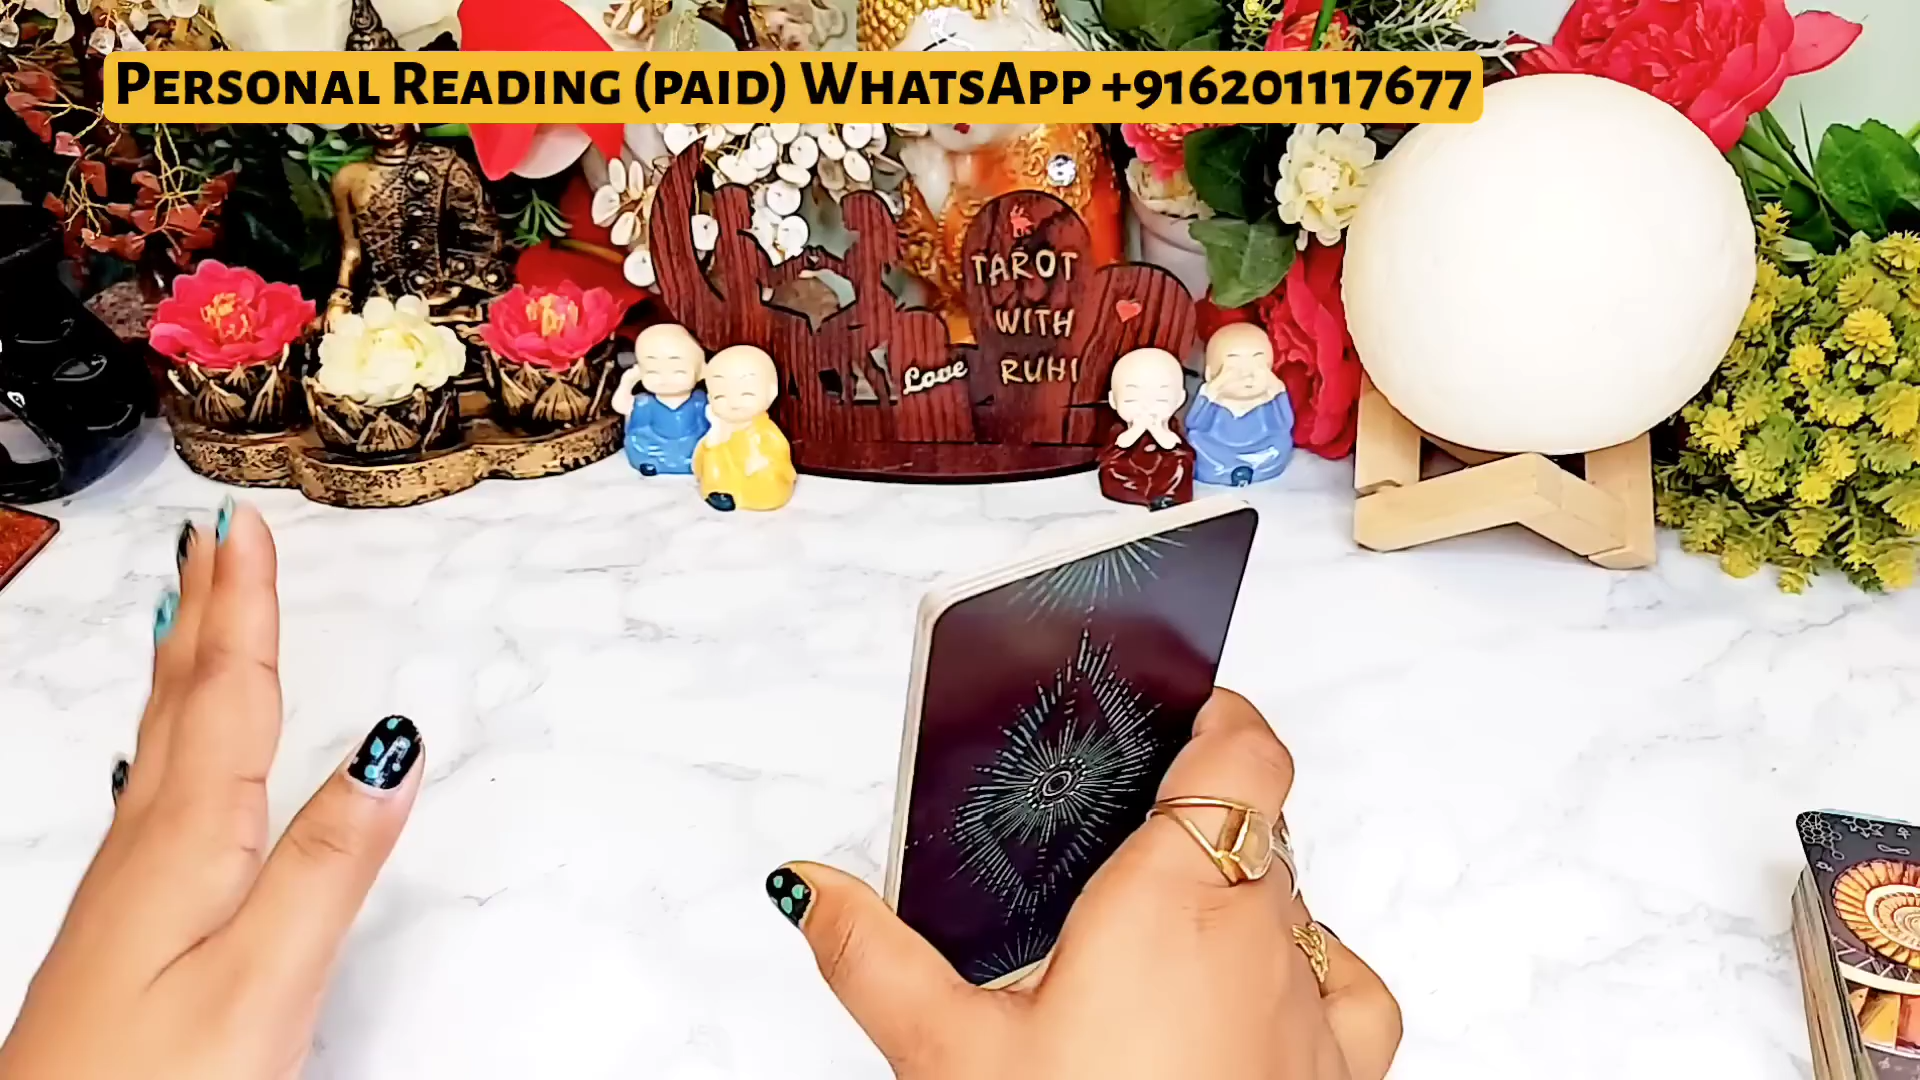 Personal Reading (paid) WhatsApp +916201117677
TAROT
WITH
RUHI
Love